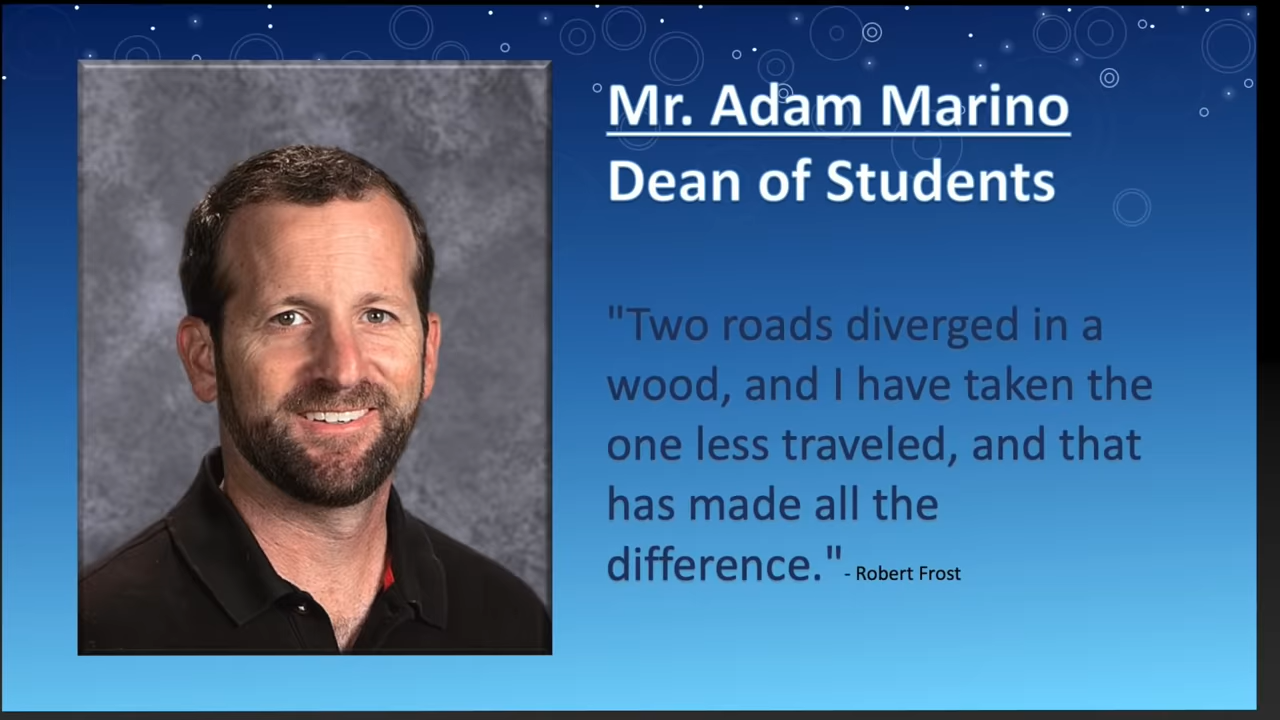 Mr. Adam Marino
Dean of Students
"Two roads diverged in a
wood, and I have taken the
one less traveled, and that
has made all the
difference."- Robert Frost